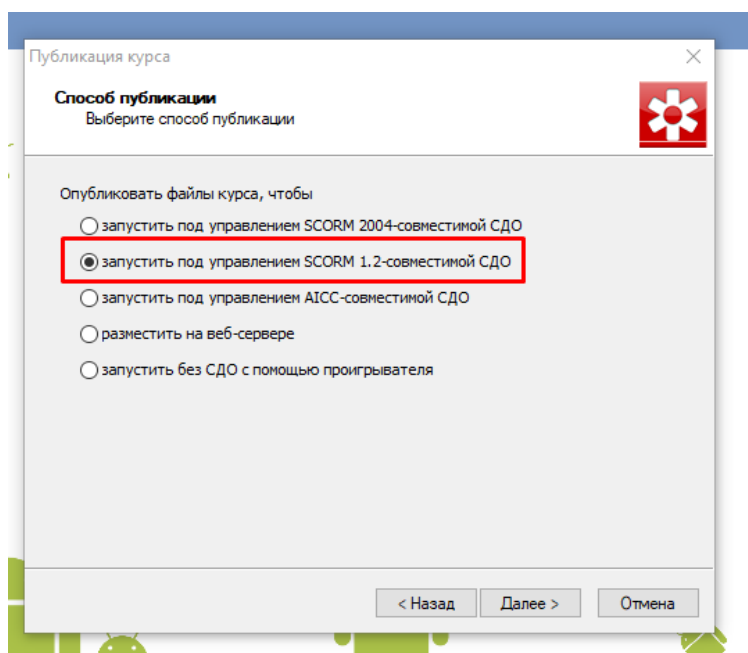 Публикация курса
Способ публикации
Выберите способ публикации
Опубликовать файлы курса, чтобы
запустить под управлением SCORM 2004-совместимой СДО
запустить под управлением SCORM 1.2-совместимой СДО
запустить под управлением AICC-совместимой СДО
разместить на веб-сервере
запустить без СДО с помощью проигрывателя
< Назад
Далее >
Отмена